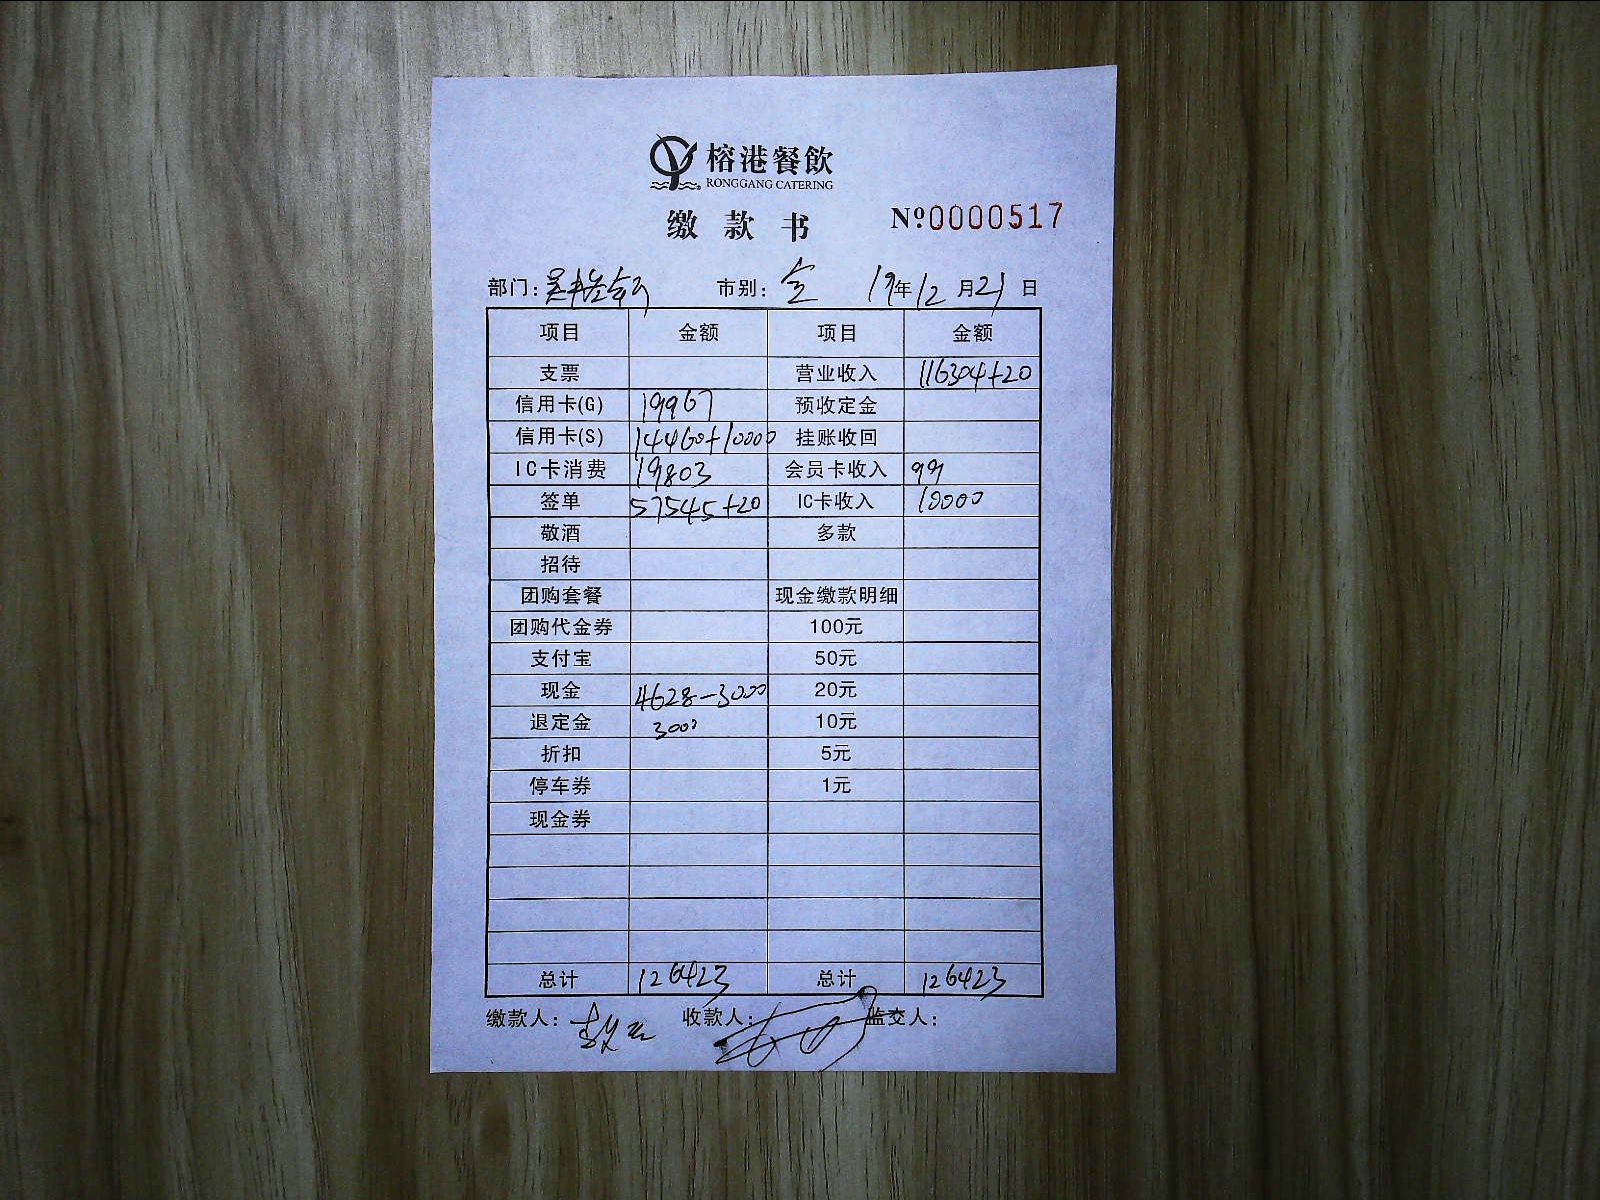 榕港餐飲
RONGGANG CATERING
缴款书 №0000517
部门: 市别: 全 19年12月21日
项目 金额 项目 金额
支票 营业收入 116304+20
信用卡(G) 19967 预收定金
信用卡(S) 14460+10000 挂账收回
IC卡消费 19803 会员卡收入 99
签单 57545+20 IC卡收入 10000
敬酒 多款
招待
团购套餐 现金缴款明细
团购代金券 100元
支付宝 50元
现金 4628-3000 20元
退定金 3000 10元
折扣 5元
停车券 1元
现金券
总计 126423 总计 126423
缴款人: 收款人: 监交人: